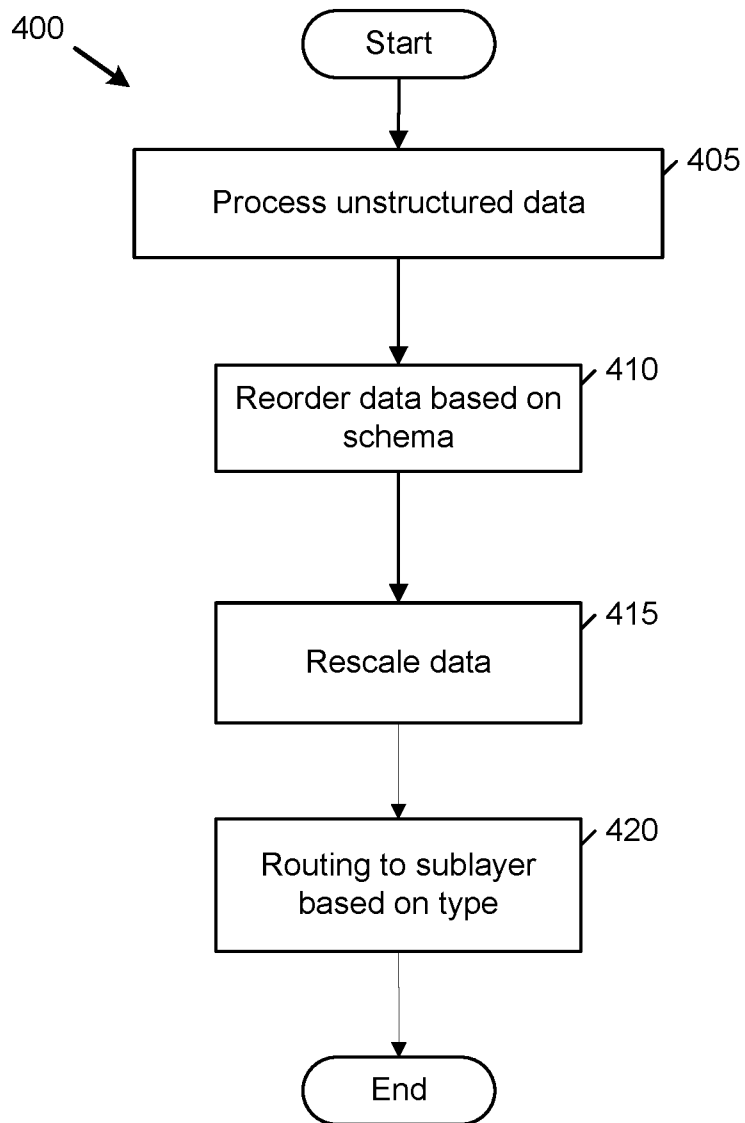 400
Start
405
Process unstructured data
410
Reorder data based on
schema
415
Rescale data
420
Routing to sublayer
based on type
End